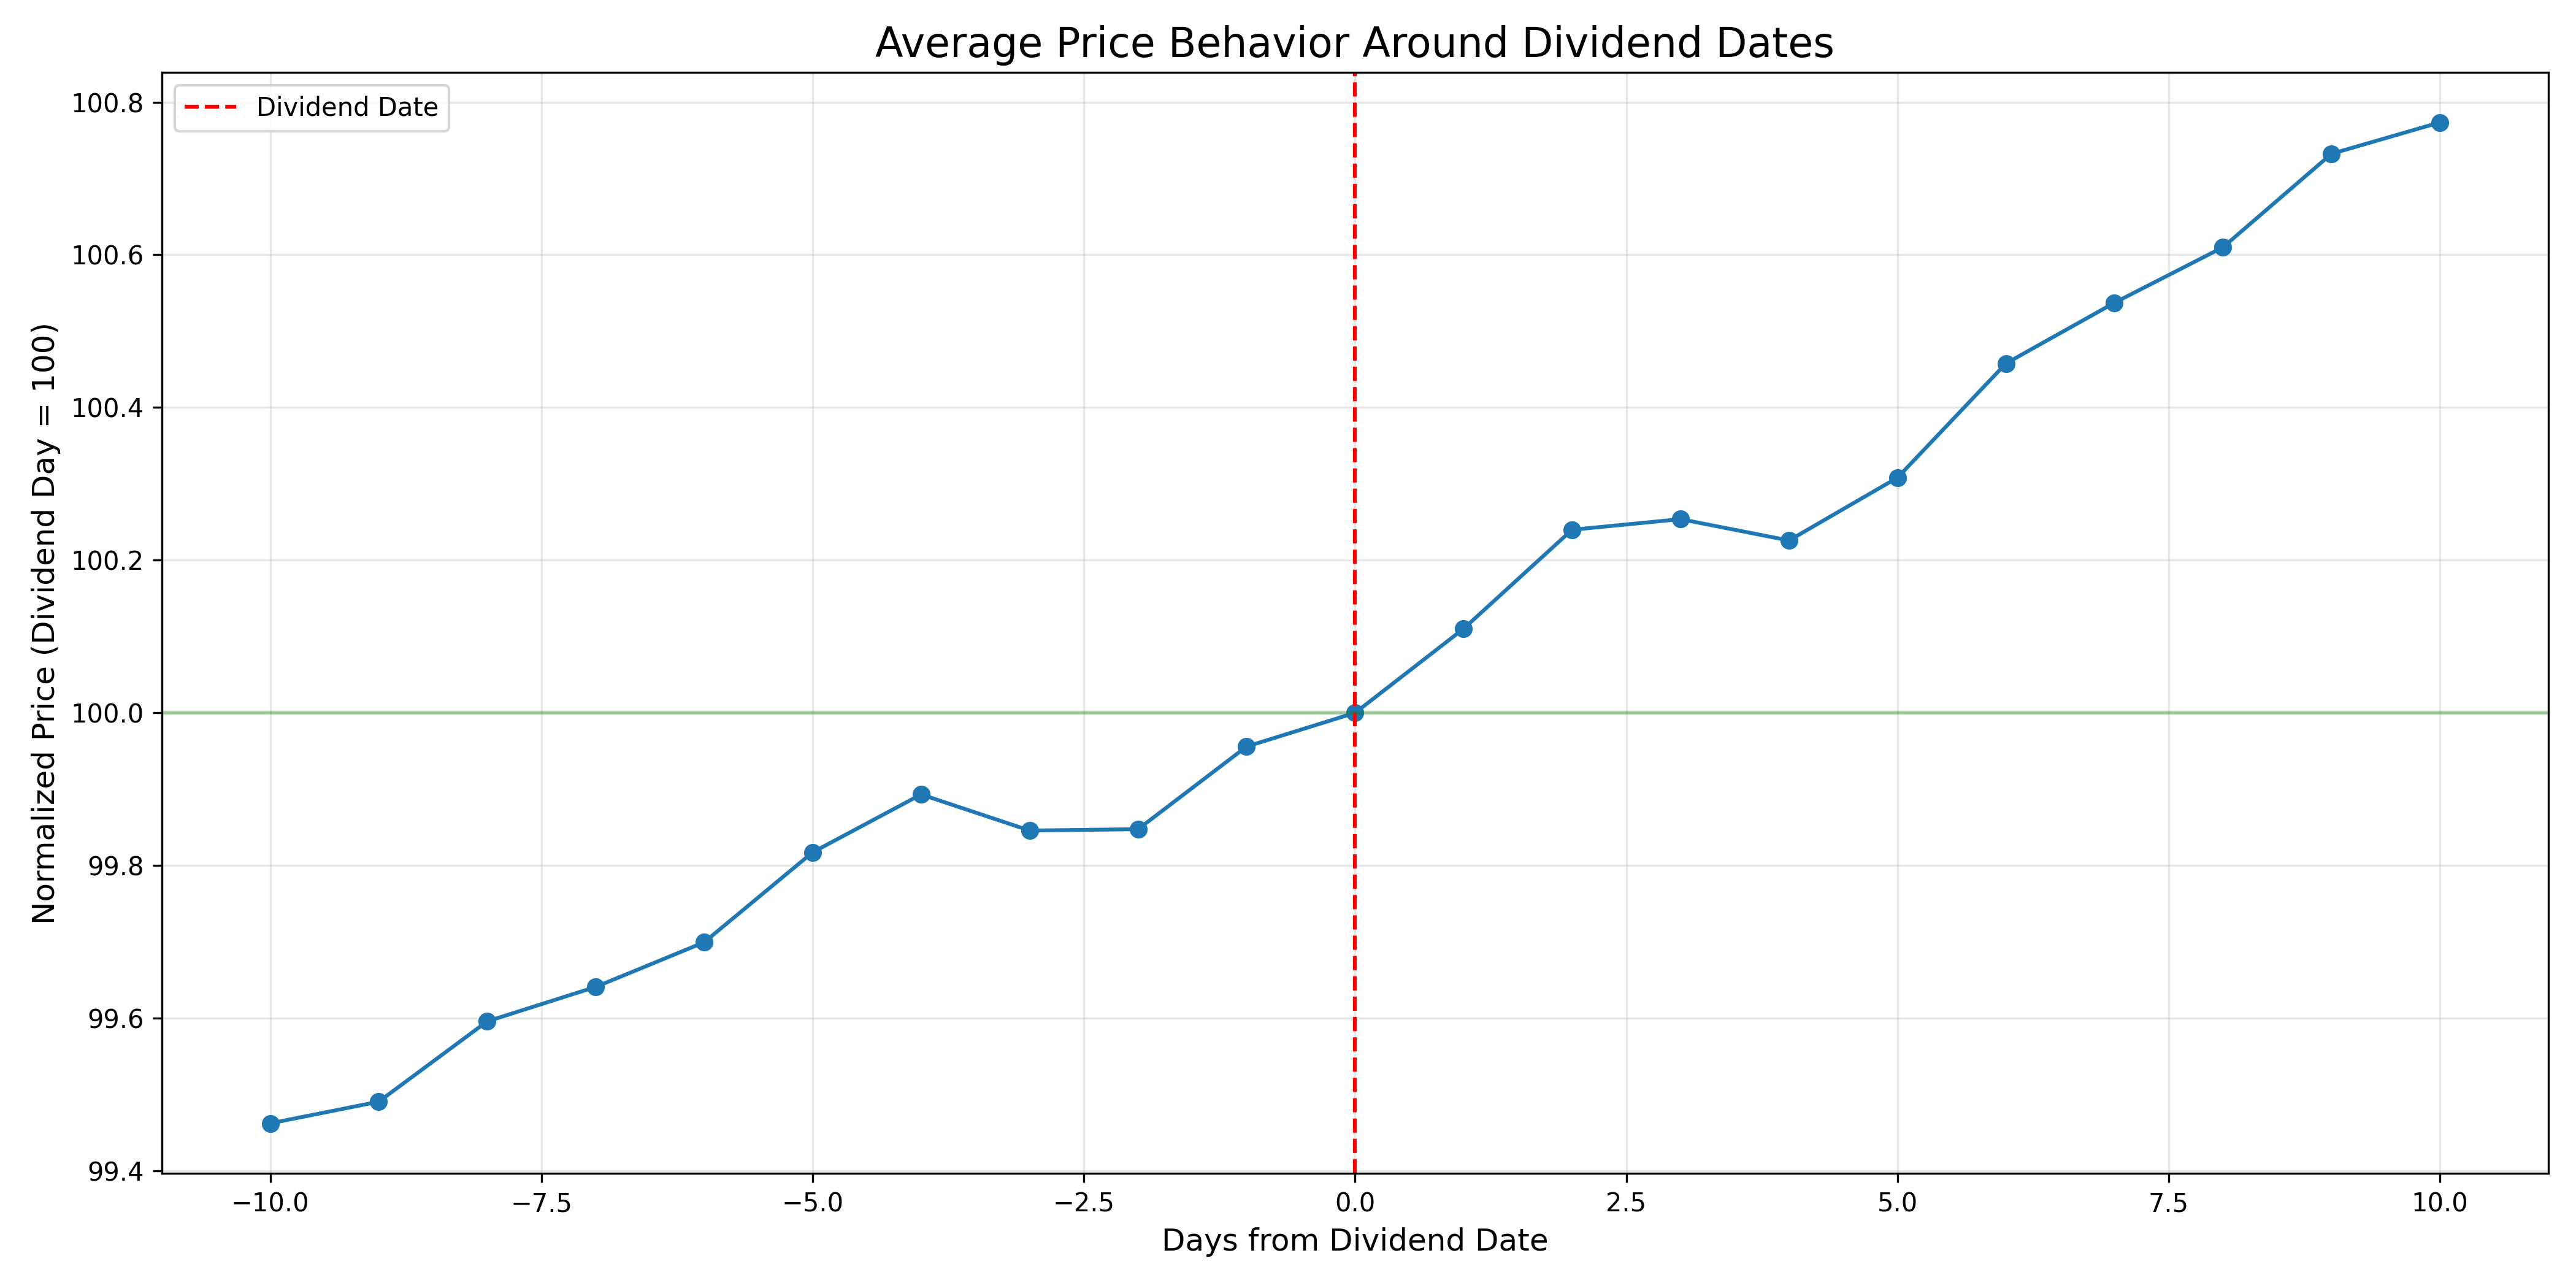 Average Price Behavior Around Dividend Dates
Dividend Date
Normalized Price (Dividend Day = 100)
100.8
100.6
100.4
100.2
100.0
99.8
99.6
99.4
−10.0 −7.5 −5.0 −2.5 0.0 2.5 5.0 7.5 10.0
Days from Dividend Date